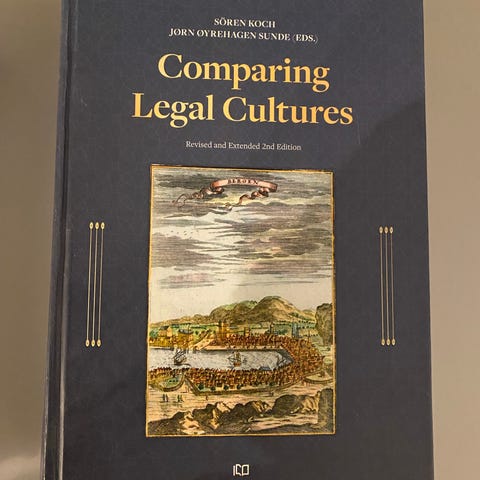 SÖREN KOCH
JØRN ØYREHAGEN SUNDE (EDS.)
Comparing
Legal Cultures
Revised and Extended 2nd Edition
BERGEN